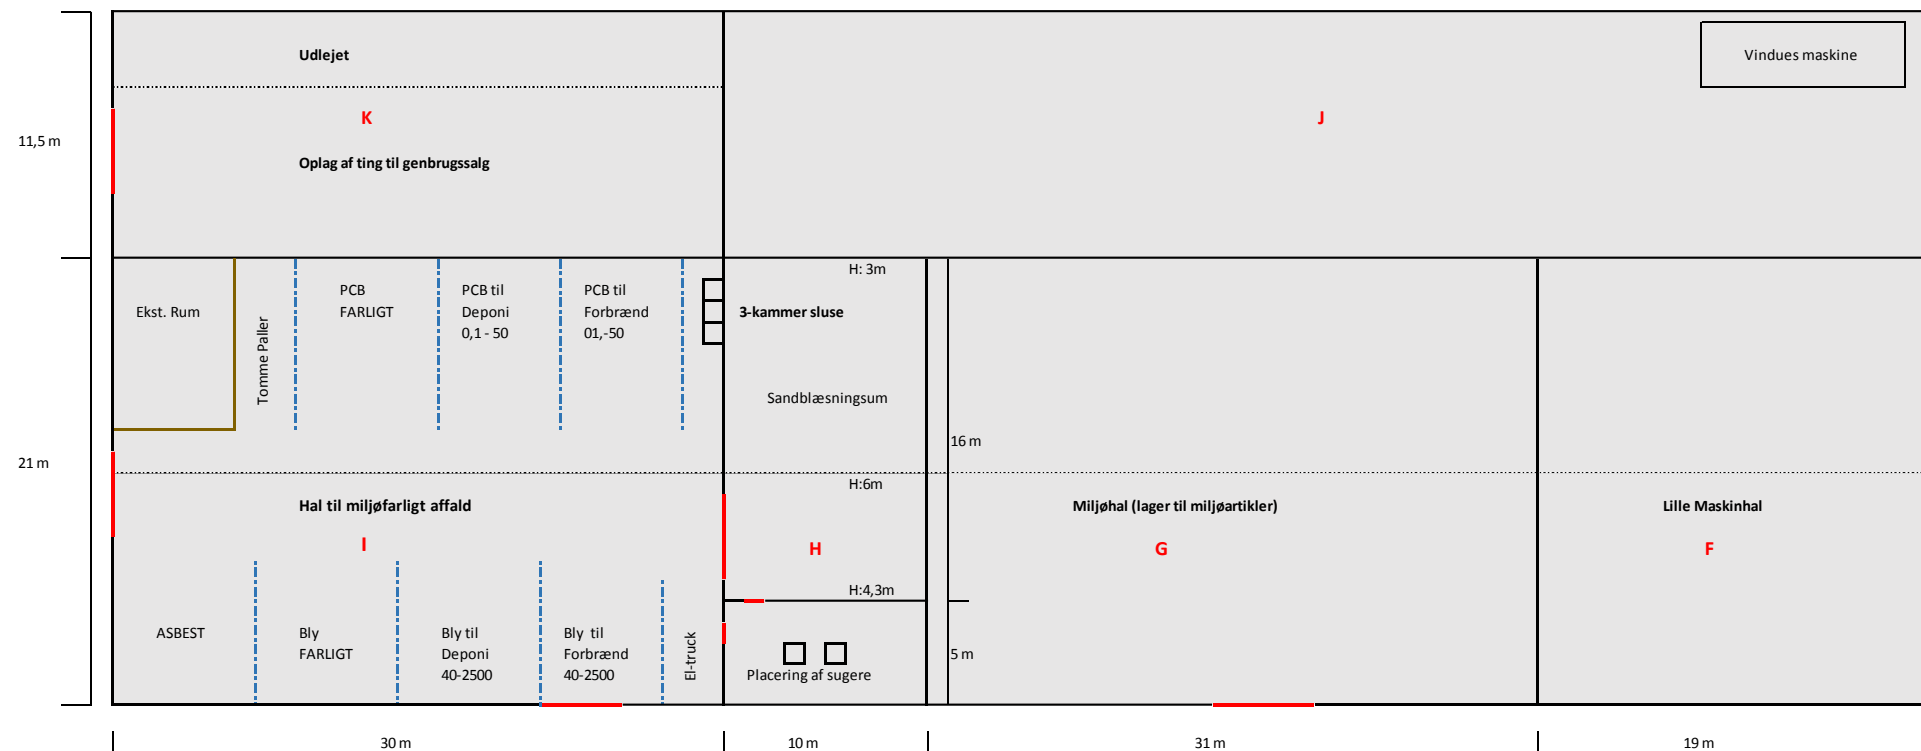 Udlejet
Vindues maskine
K
J
11,5 m
Oplag af ting til genbrugssalg
H: 3m
Ekst. Rum
Tomme Paller
PCB
FARLIGT
PCB til
Deponi
0,1 - 50
PCB til
Forbrænd
01,-50
3-kammer sluse
Sandblæsningsum
16 m
21 m
H:6m
Hal til miljøfarligt affald
Miljøhal (lager til miljøartikler)
Lille Maskinhal
I
H
G
F
H:4,3m
ASBEST
Bly
FARLIGT
Bly til
Deponi
40-2500
Bly  til
Forbrænd
40-2500
El-truck
Placering af sugere
5 m
30 m
10 m
31 m
19 m